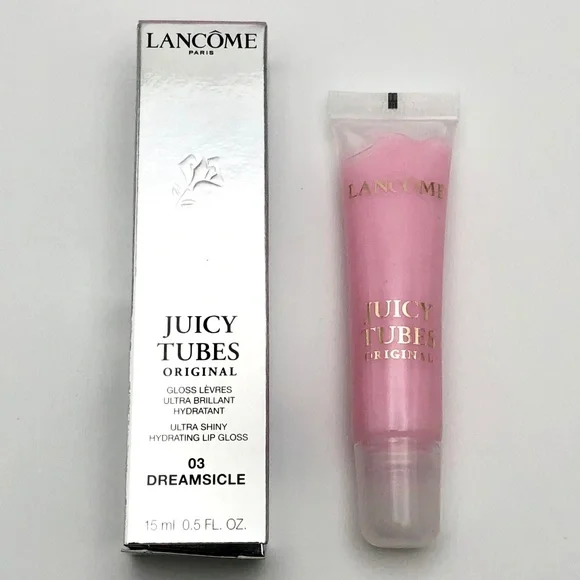 LANCÔME
PARIS
JUICY
TUBES
ORIGINAL
GLOSS LÈVRES
ULTRA BRILLANT
HYDRATANT
ULTRA SHINY
HYDRATING LIP GLOSS
03
DREAMSICLE
15 ml 0.5 FL. OZ.
LANCÔME
JUICY
TUBES
ORIGINAL